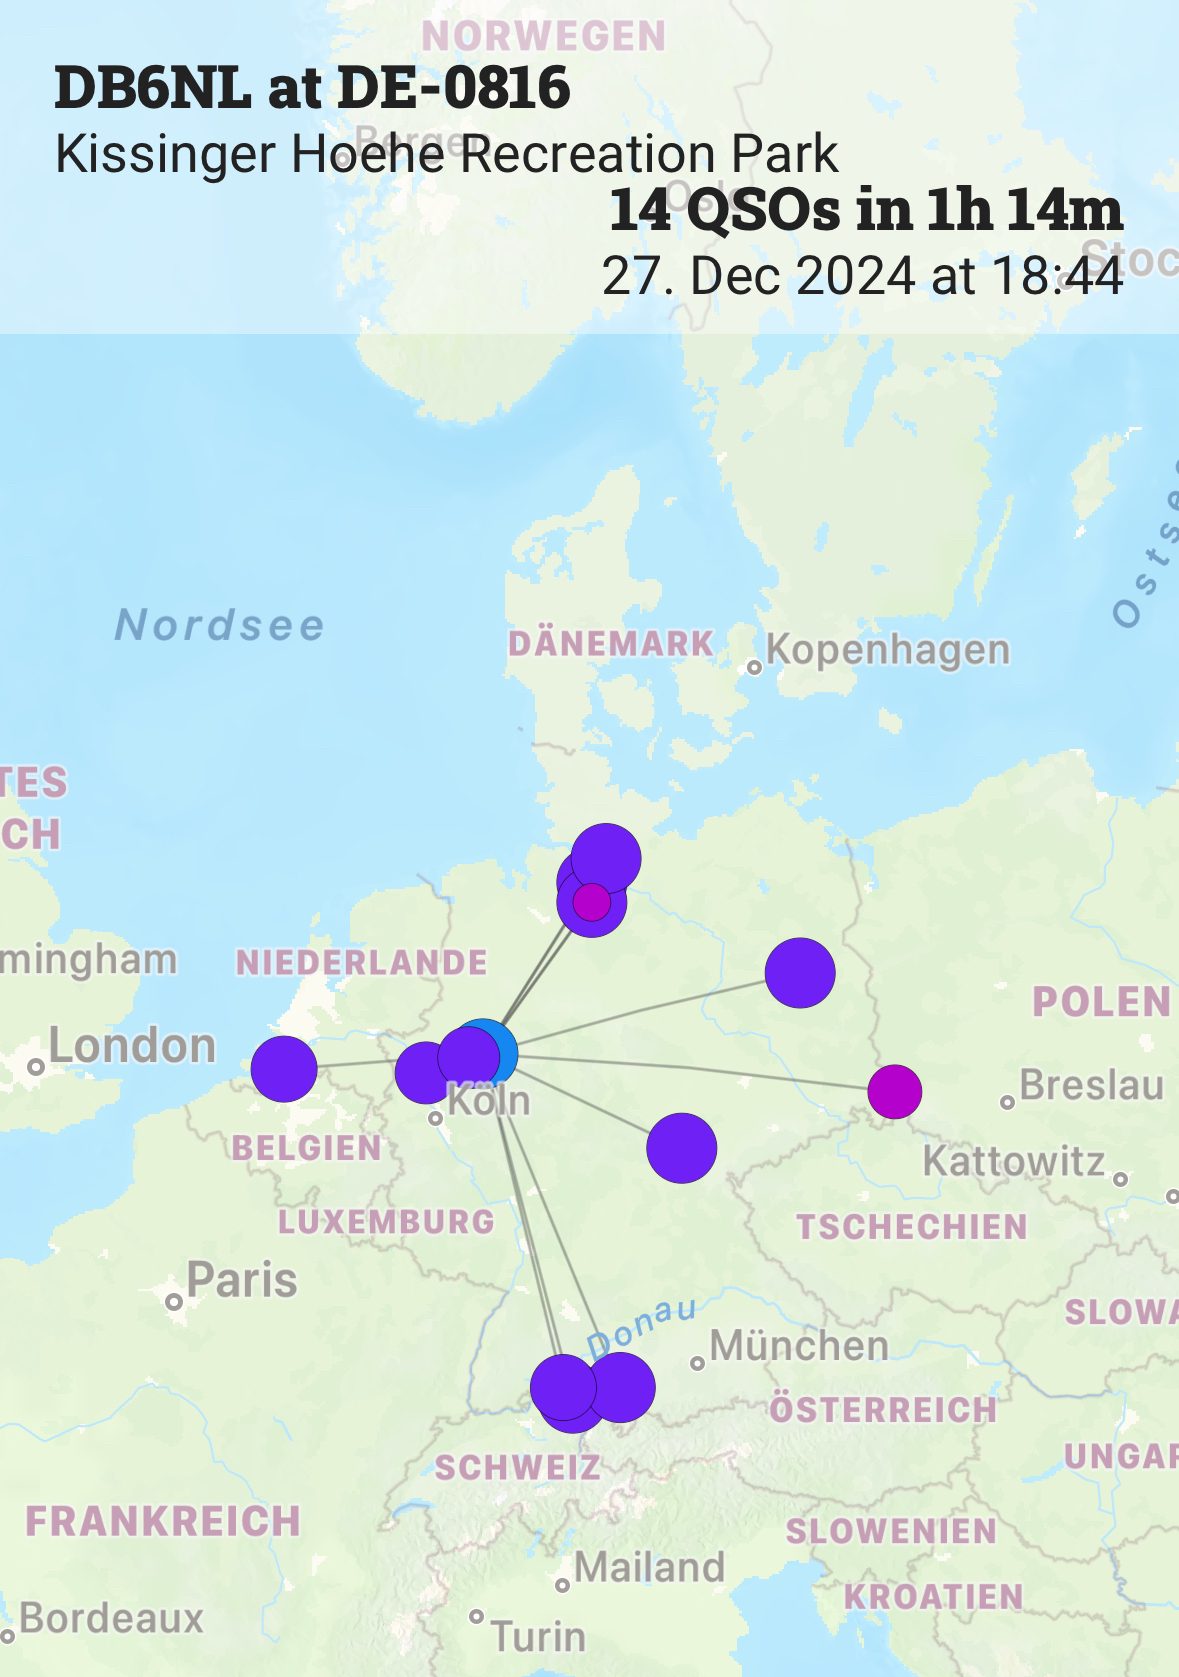 NORWEGEN
DB6NL at DE-0816
Bergen
Kissinger Hoehe Recreation Park
Oslo
14 QSOs in 1h 14m
Stoc
27. Dec 2024 at 18:44
Ostse
Nordsee
DÄNEMARK
Kopenhagen
TES
CH
mingham
NIEDERLANDE
POLEN
London
Breslau
Köln
BELGIEN
Kattowitz
LUXEMBURG
TSCHECHIEN
Paris
Donau
SLOWA
München
ÖSTERREICH
UNGAR
SCHWEIZ
FRANKREICH
SLOWENIEN
Mailand
KROATIEN
Bordeaux
Turin